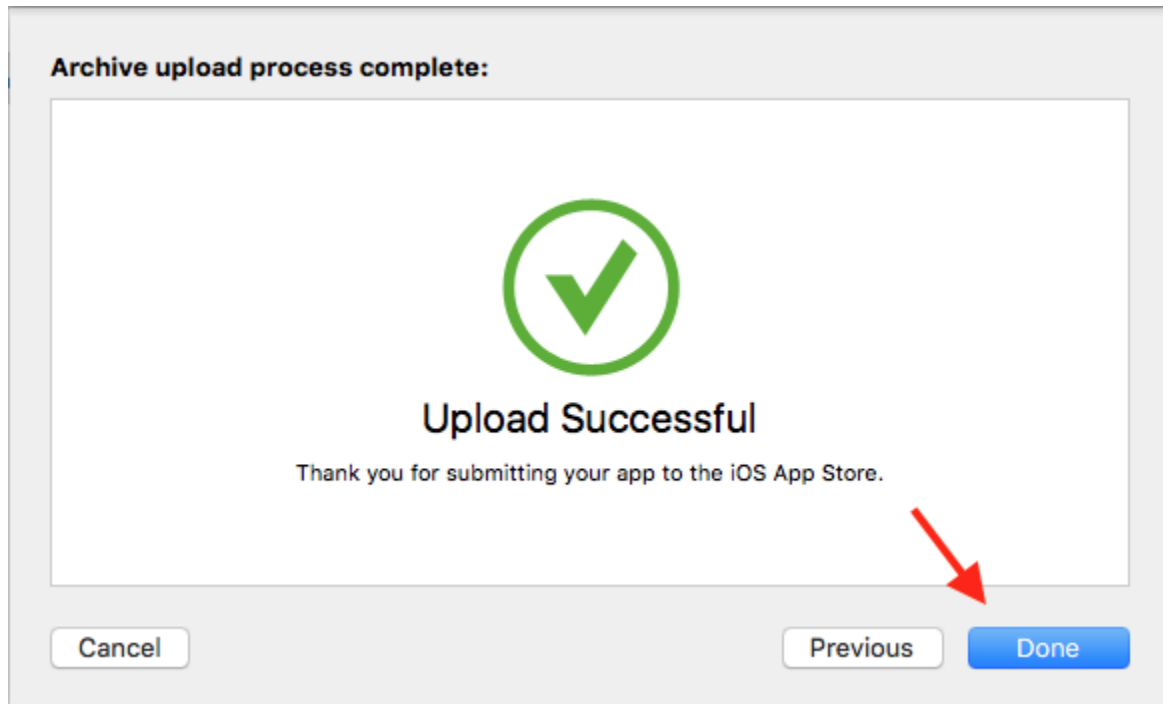 Archive upload process complete:
Upload Successful
Thank you for submitting your app to the iOS App Store.
Cancel
Previous
Done